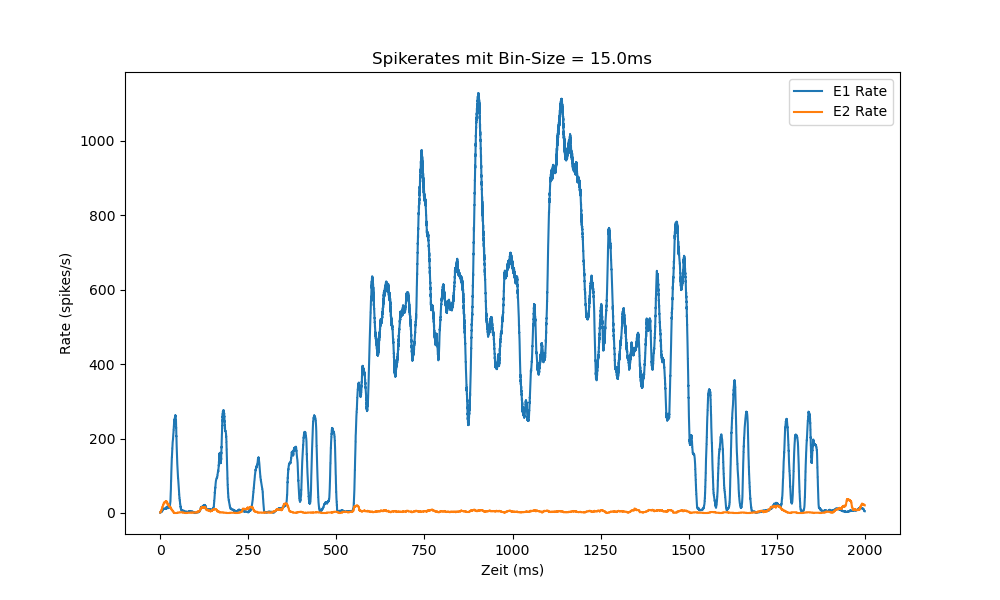 Spikerates mit Bin-Size = 15.0ms
E1 Rate
E2 Rate
Rate (spikes/s)
1000
800
600
400
200
0
0 250 500 750 1000 1250 1500 1750 2000
Zeit (ms)